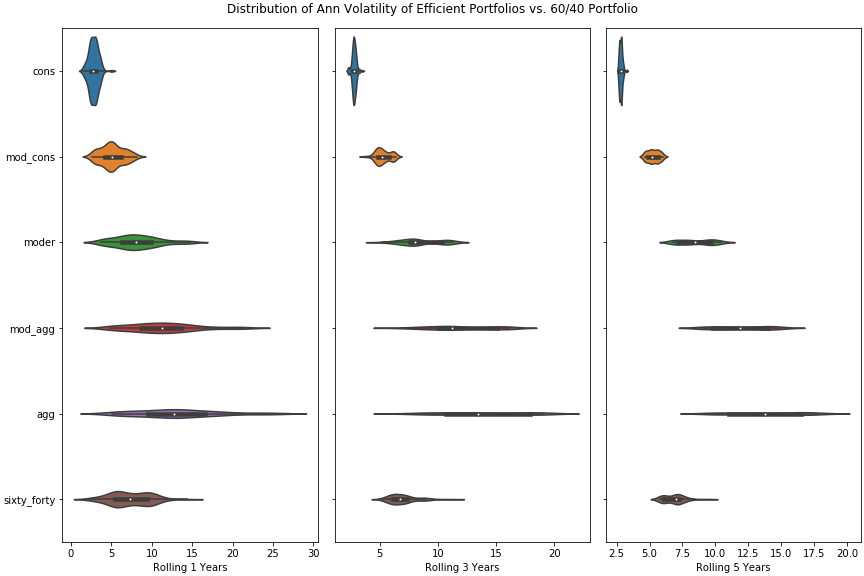 Distribution of Ann Volatility of Efficient Portfolios vs. 60/40 Portfolio
cons
mod_cons
moder
mod_agg
agg
sixty_forty
0 5 10 15 20 25 30
Rolling 1 Years
5 10 15 20
Rolling 3 Years
2.5 5.0 7.5 10.0 12.5 15.0 17.5 20.0
Rolling 5 Years